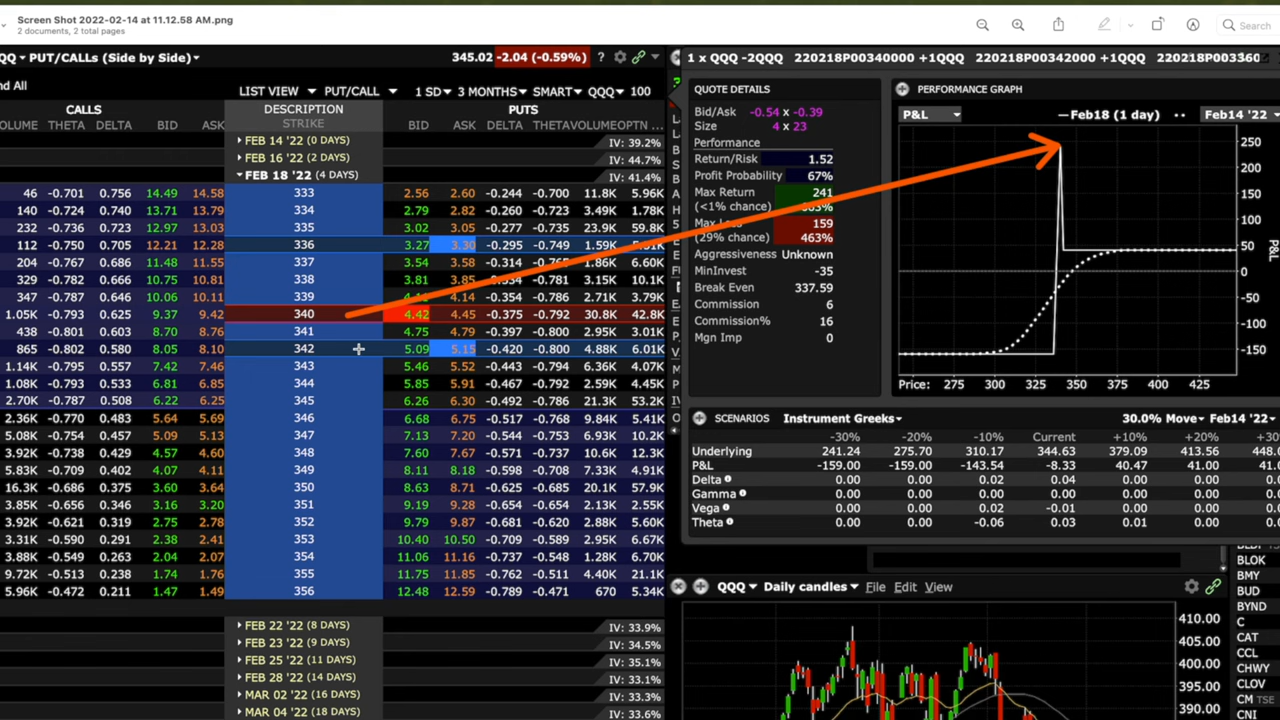 Screen Shot 2022-02-14 at 11.12.58 AM.png
2 documents, 2 total pages
Search
QQ PUT/CALLs (Side by Side)
345.02 -2.04 (-0.59%) ?
nd All
LIST VIEW PUT/CALL 1 SD 3 MONTHS SMART QQQ 100
CALLS DESCRIPTION PUTS
OLUME THETA DELTA BID ASK STRIKE BID ASK DELTA THETA VOLUME OPTN ...
FEB 14 '22 (0 DAYS) IV: 39.2%
FEB 16 '22 (2 DAYS) IV: 44.7%
FEB 18 '22 (4 DAYS) IV: 41.4%
46 -0.701 0.756 14.49 14.58 333 2.56 2.60 -0.244 -0.700 11.8K 5.96K
140 -0.724 0.740 13.71 13.79 334 2.79 2.82 -0.260 -0.723 3.49K 1.78K
232 -0.736 0.723 12.97 13.03 335 3.02 3.05 -0.277 -0.735 23.9K 59.8K
112 -0.750 0.705 12.21 12.28 336 3.27 3.30 -0.295 -0.749 1.59K
204 -0.767 0.686 11.48 11.55 337 3.54 3.58 -0.314 -0.765 1.86K 6.60K
329 -0.782 0.666 10.75 10.81 338 3.81 3.85 -0.781 3.15K 10.1K
347 -0.787 0.646 10.06 10.11 339 4.14 -0.354 -0.786 2.71K 3.79K
1.05K -0.793 0.625 9.37 9.42 340 4.42 4.45 -0.375 -0.792 30.8K 42.8K
438 -0.801 0.603 8.70 8.76 341 4.75 4.79 -0.397 -0.800 2.95K 3.01K
865 -0.802 0.580 8.05 8.10 342 5.09 5.15 -0.420 -0.800 4.88K 6.01K
1.14K -0.795 0.557 7.42 7.46 343 5.46 5.52 -0.443 -0.794 6.36K 4.07K
1.08K -0.793 0.533 6.81 6.85 344 5.85 5.91 -0.467 -0.792 2.59K 4.45K
2.70K -0.787 0.508 6.22 6.25 345 6.26 6.30 -0.492 -0.786 21.3K 53.2K
2.36K -0.770 0.483 5.64 5.69 346 6.68 6.75 -0.517 -0.768 9.84K 5.41K
5.08K -0.754 0.457 5.09 5.13 347 7.13 7.20 -0.544 -0.753 6.93K 10.2K
3.92K -0.738 0.429 4.57 4.60 348 7.60 7.67 -0.571 -0.737 10.6K 12.3K
5.83K -0.709 0.402 4.07 4.11 349 8.11 8.18 -0.598 -0.708 7.33K 4.91K
16.3K -0.686 0.375 3.60 3.64 350 8.63 8.71 -0.625 -0.685 20.1K 57.9K
3.85K -0.656 0.346 3.16 3.20 351 9.19 9.28 -0.654 -0.654 2.13K 2.55K
3.92K -0.621 0.319 2.75 2.78 352 9.79 9.87 -0.681 -0.620 2.88K 5.60K
3.31K -0.590 0.291 2.38 2.41 353 10.40 10.50 -0.709 -0.589 2.95K 6.67K
3.88K -0.549 0.263 2.04 2.07 354 11.06 11.16 -0.737 -0.548 1.28K 6.70K
9.72K -0.513 0.238 1.74 1.76 355 11.75 11.85 -0.762 -0.511 4.40K 21.1K
5.96K -0.472 0.211 1.47 1.49 356 12.48 12.59 -0.789 -0.471 670 5.34K
FEB 22 '22 (8 DAYS) IV: 33.9%
FEB 23 '22 (9 DAYS) IV: 34.5%
FEB 25 '22 (11 DAYS) IV: 35.1%
FEB 28 '22 (14 DAYS) IV: 33.1%
MAR 02 '22 (16 DAYS) IV: 33.3%
MAR 04 '22 (18 DAYS) IV: 33.6%
1 x QQQ -2QQQ 220218P00340000 +1QQQ 220218P00342000 +1QQQ 220218P003360
QUOTE DETAILS
Bid/Ask -0.54 x -0.39
Size 4 x 23
Performance
Return/Risk 1.52
Profit Probability 67%
Max Return 241
(<1% chance)
159
(29% chance) 463%
Aggressiveness Unknown
MinInvest -35
Break Even 337.59
Commission 6
Commission% 16
Mgn Imp 0
PERFORMANCE GRAPH
P&L Feb18 (1 day) Feb14 '22
250
200
150
100
50
0
-50
-100
-150
P&L
Price: 275 300 325 350 375 400 425
SCENARIOS Instrument Greeks 30.0% Move Feb14 '22
-30% -20% -10% Current +10% +20% +30
Underlying 241.24 275.70 310.17 344.63 379.09 413.56 448.0
P&L -159.00 -159.00 -143.54 -8.33 40.47 41.00 41.0
Delta 0.00 0.00 0.02 0.04 0.00 0.00 0.0
Gamma 0.00 0.00 0.00 0.00 0.00 0.00 0.0
Vega 0.00 0.00 0.02 -0.01 0.00 0.00 0.0
Theta 0.00 0.00 -0.06 0.03 0.01 0.00 0.0
QQQ Daily candles File Edit View
410.00
405.00
400.00
395.00
390.00
BLOK
BMY
BUD
BYND
C
CAT
CCL
CHWY
CLOV
CM TSE
CNI